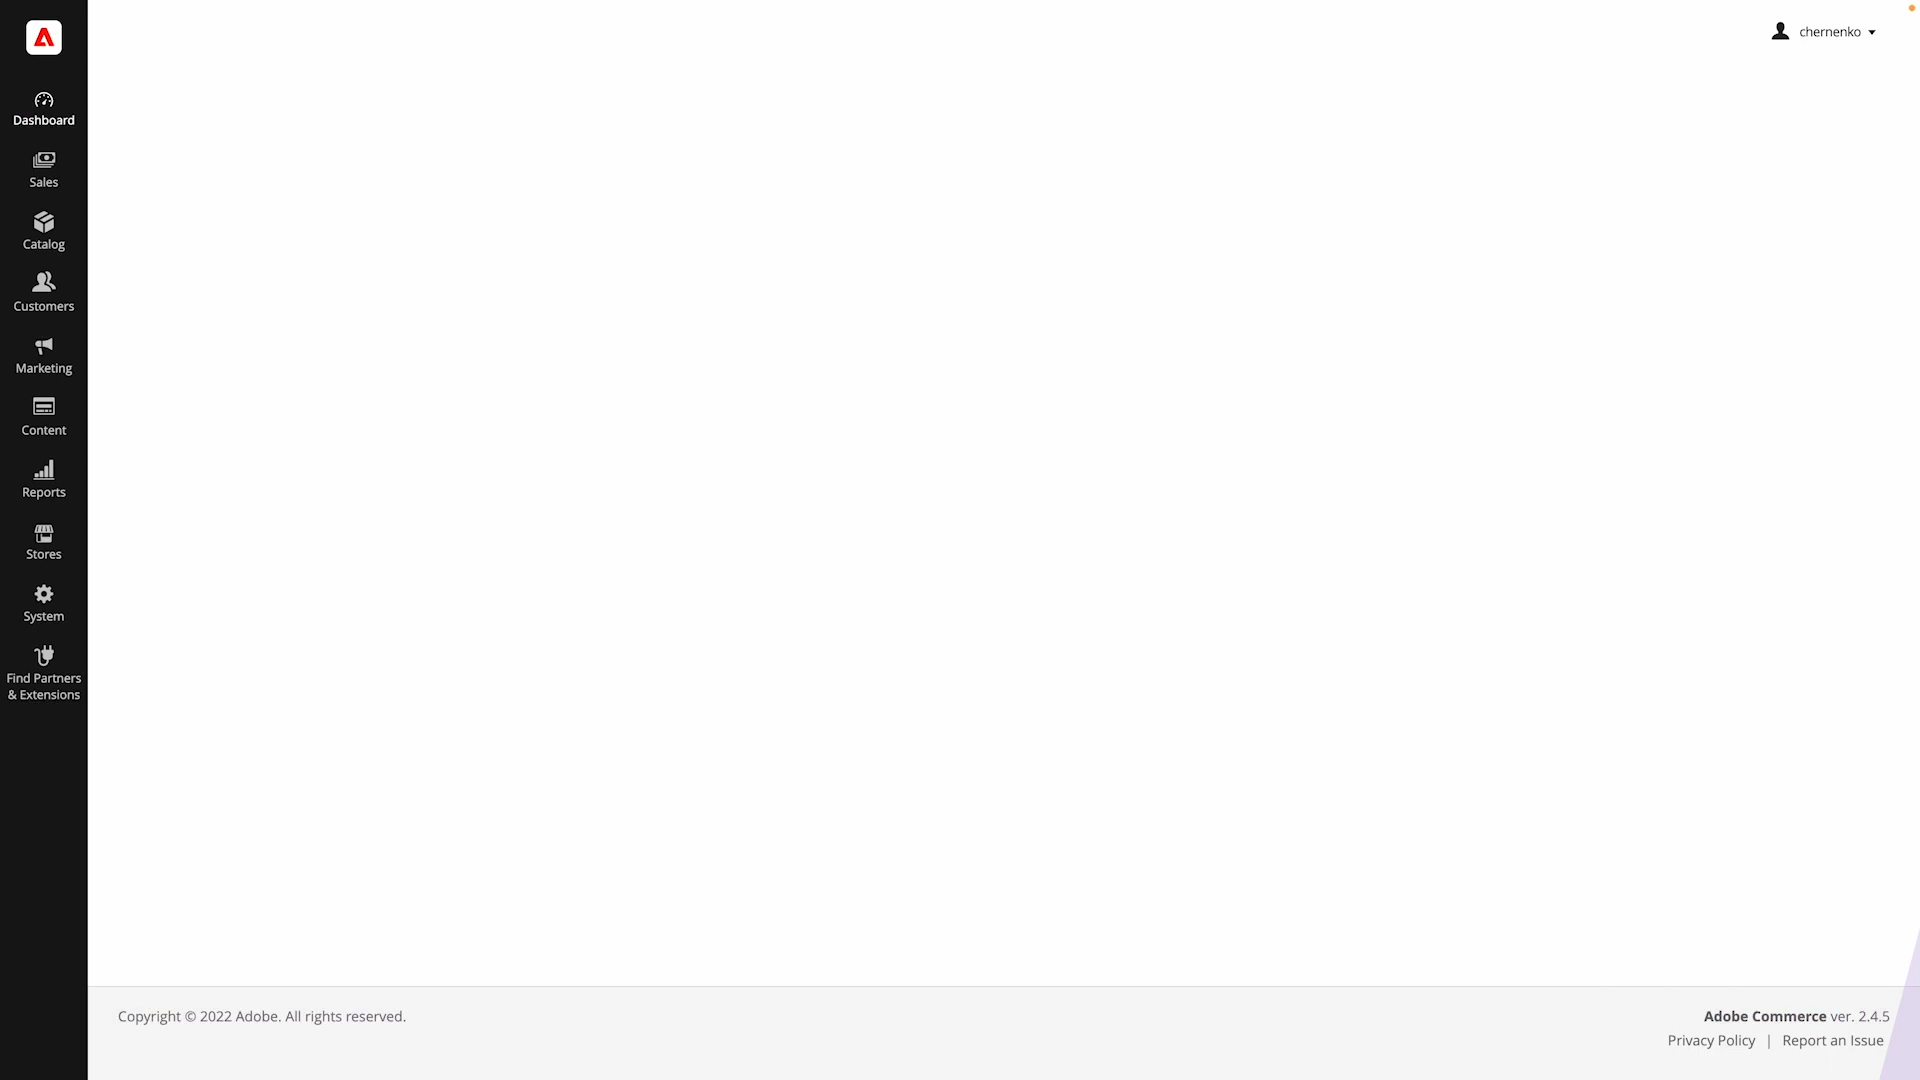 chernenko
Dashboard
Sales
Catalog
Customers
Marketing
Content
Reports
Stores
System
Find Partners
& Extensions
Copyright © 2022 Adobe. All rights reserved.
Adobe Commerce ver. 2.4.5
Privacy Policy | Report an Issue